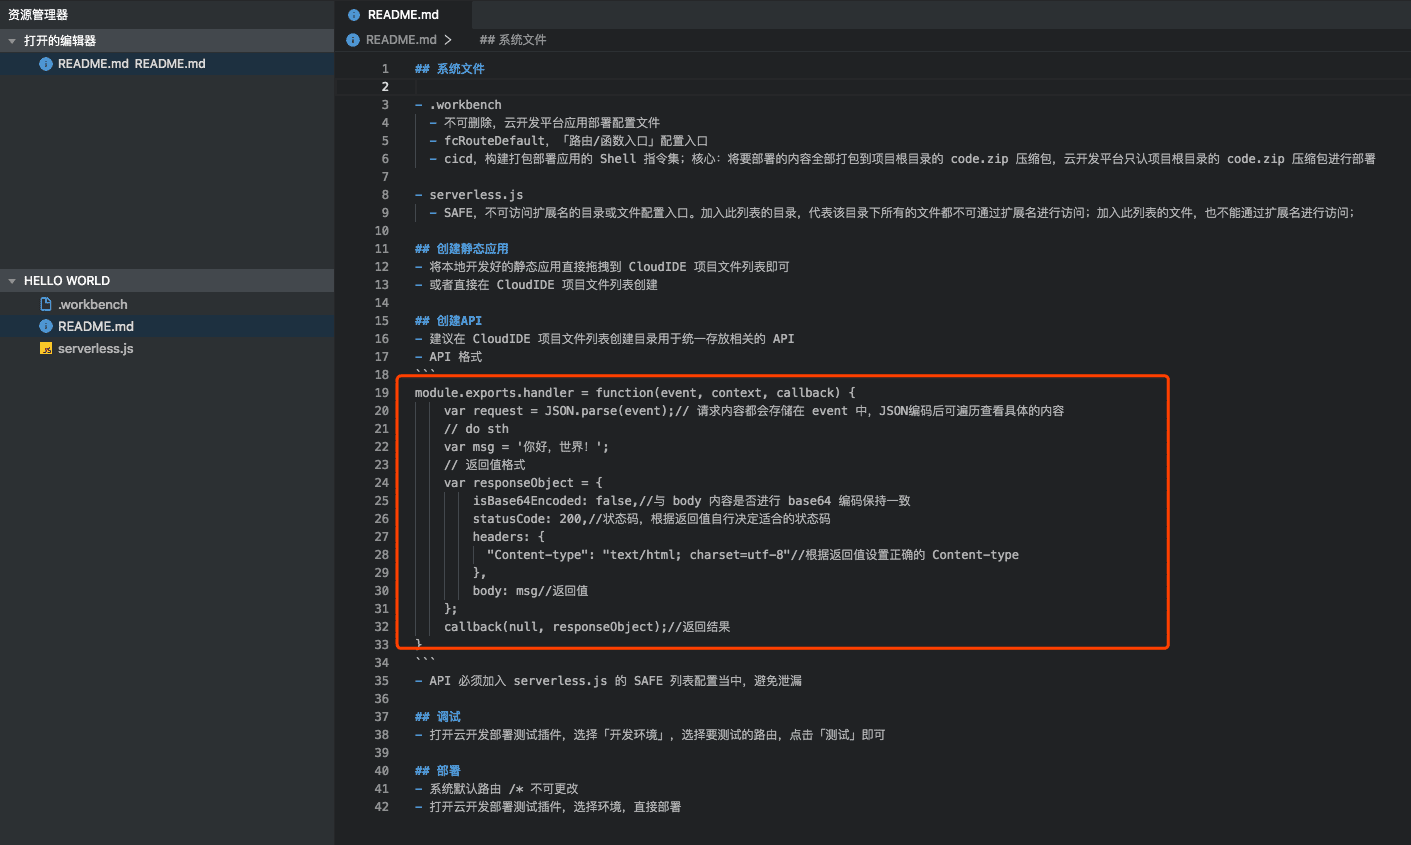 资源管理器
打开的编辑器
README.md README.md
HELLO WORLD
.workbench
README.md
serverless.js
README.md
README.md > ## 系统文件
1 ## 系统文件
2
3 - .workbench
4 - 不可删除，云开发平台应用部署配置文件
5 - fcRouteDefault，「路由/函数入口」配置入口
6 - cicd，构建打包部署应用的 Shell 指令集；核心：将要部署的内容全部打包到项目根目录的 code.zip 压缩包，云开发平台只认项目根目录的 code.zip 压缩包进行部署
7
8 - serverless.js
9 - SAFE，不可访问扩展名的目录或文件配置入口。加入此列表的目录，代表该目录下所有的文件都不可通过扩展名进行访问；加入此列表的文件，也不能通过扩展名进行访问；
10
11 ## 创建静态应用
12 - 将本地开发好的静态应用直接拖拽到 CloudIDE 项目文件列表即可
13 - 或者直接在 CloudIDE 项目文件列表创建
14
15 ## 创建API
16 - 建议在 CloudIDE 项目文件列表创建目录用于统一存放相关的 API
17 - API 格式
18 ```
19 module.exports.handler = function(event, context, callback) {
20 var request = JSON.parse(event);// 请求内容都会存储在 event 中，JSON编码后可遍历查看具体的内容
21 // do sth
22 var msg = '你好，世界！';
23 // 返回值格式
24 var responseObject = {
25 isBase64Encoded: false,//与 body 内容是否进行 base64 编码保持一致
26 statusCode: 200,//状态码，根据返回值自行决定适合的状态码
27 headers: {
28 "Content-type": "text/html; charset=utf-8"//根据返回值设置正确的 Content-type
29 },
30 body: msg//返回值
31 };
32 callback(null, responseObject);//返回结果
33 }
34 ```
35 - API 必须加入 serverless.js 的 SAFE 列表配置当中，避免泄漏
36
37 ## 调试
38 - 打开云开发部署测试插件，选择「开发环境」，选择要测试的路由，点击「测试」即可
39
40 ## 部署
41 - 系统默认路由 /* 不可更改
42 - 打开云开发部署测试插件，选择环境，直接部署